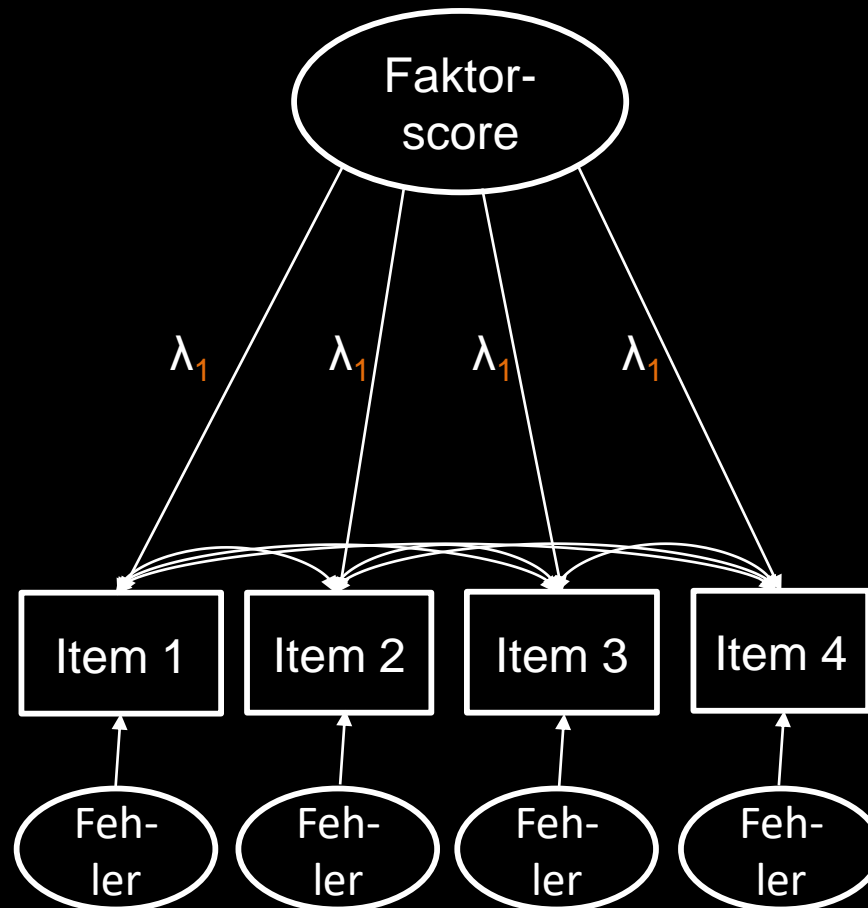 Faktor-
score
λ₁ λ₁ λ₁ λ₁
Item 1 Item 2 Item 3 Item 4
Feh- Feh- Feh- Feh-
ler ler ler ler